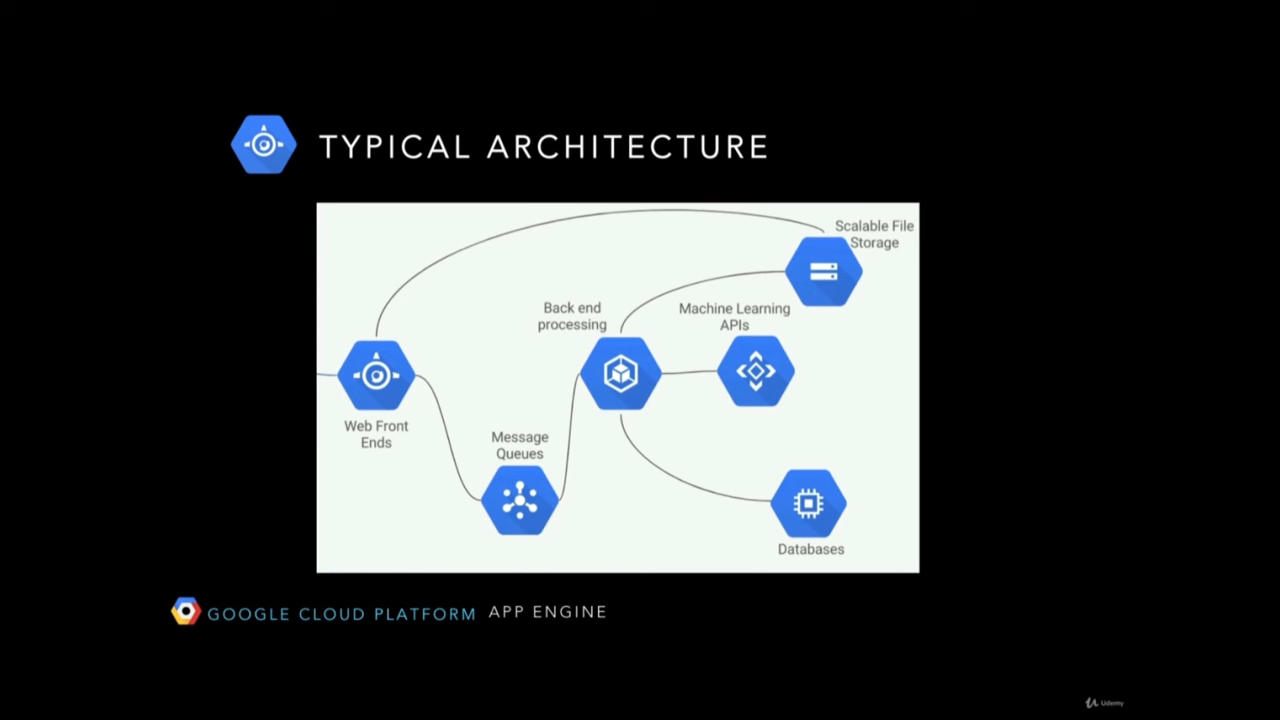 TYPICAL ARCHITECTURE
Scalable File
Storage
Back end
processing
Machine Learning
APIs
Web Front
Ends
Message
Queues
Databases
GOOGLE CLOUD PLATFORM APP ENGINE
Udemy